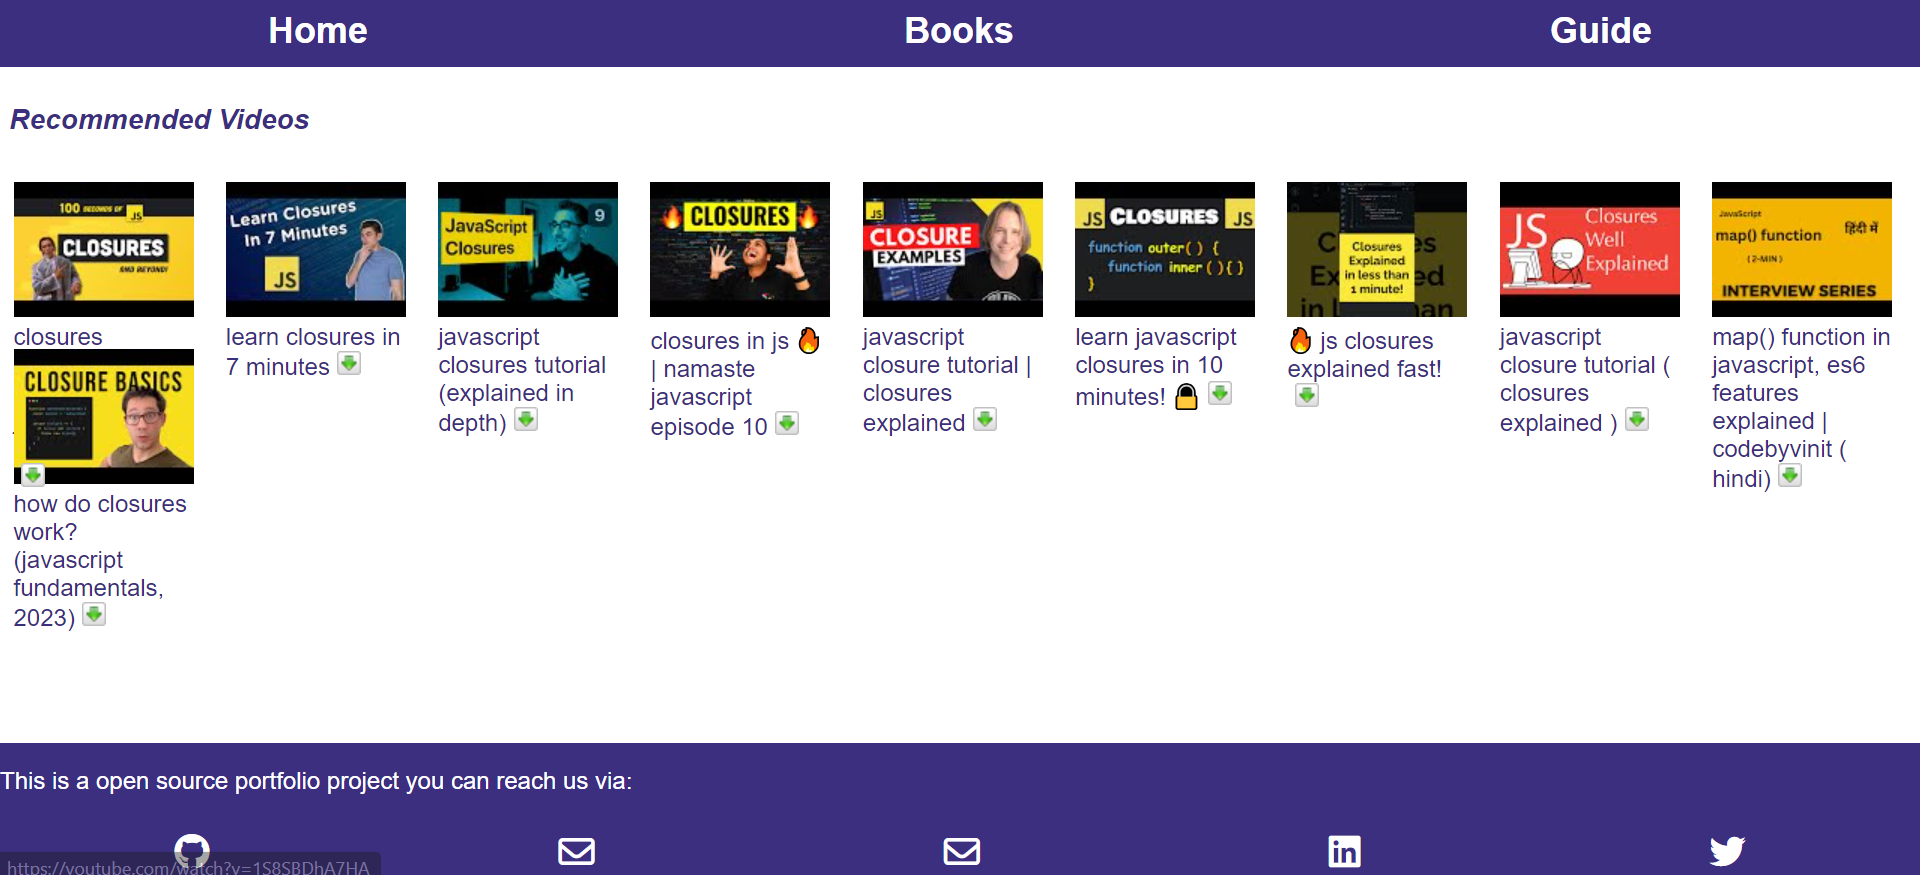 Home
Books
Guide
Recommended Videos
100 SECONDS OF JS
CLOSURES
AND BEYOND!
closures
CLOSURE BASICS
how do closures
work?
(javascript
fundamentals,
2023)
Learn Closures
In 7 Minutes
JS
learn closures in
7 minutes
9
JavaScript
Closures
javascript
closures tutorial
(explained in
depth)
CLOSURES
closures in js 🔥
| namaste
javascript
episode 10
JS
CLOSURE
EXAMPLES
javascript
closure tutorial |
closures
explained
JS CLOSURES JS
function outer( ) {
function inner ( ){ }
}
learn javascript
closures in 10
minutes! 🔒
Closures
Explained
in less than
1 minute!
🔥 js closures
explained fast!
JS
Closures
Well
Explained
javascript
closure tutorial (
closures
explained )
JavaScript
map() function
हिंदी में
( 2-MIN )
INTERVIEW SERIES
map() function in
javascript, es6
features
explained |
codebyvinit (
hindi)
This is a open source portfolio project you can reach us via:
https://youtube.com/watch?v=1S8SBDhA7HA